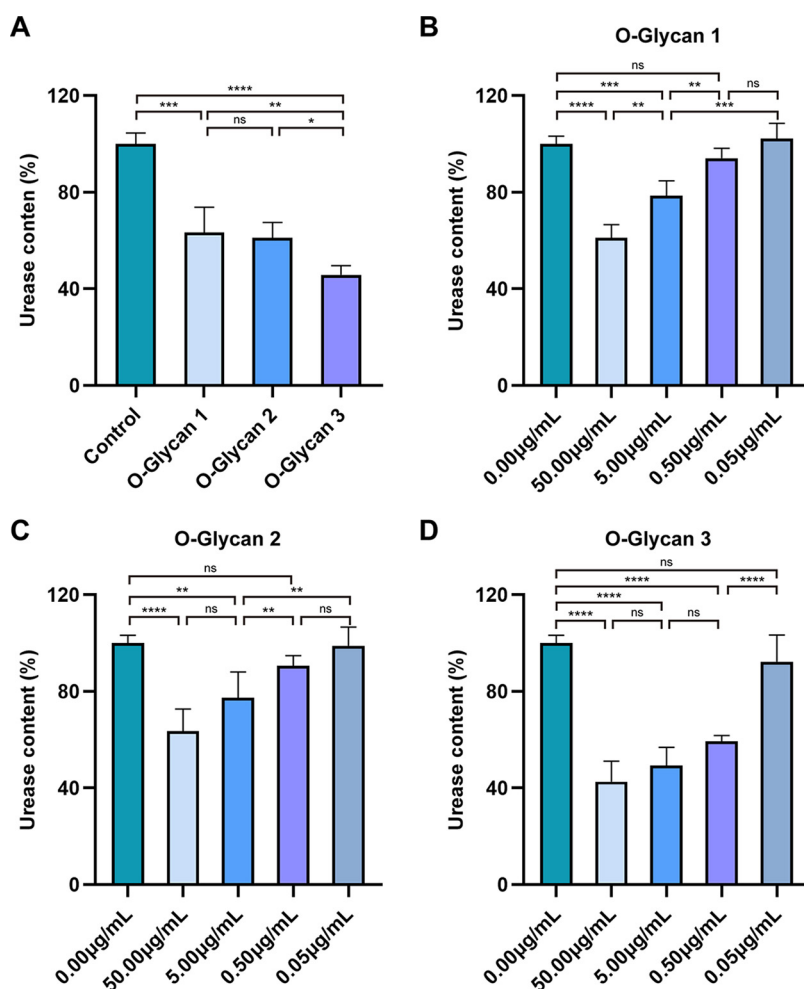 A
****
***
**
ns
*
120
80
40
0
Urease conten (%)
Control
O-Glycan 1
O-Glycan 2
O-Glycan 3
B
O-Glycan 1
ns
***
**
ns
****
**
***
120
80
40
0
Urease content (%)
0.00µg/mL
50.00µg/mL
5.00µg/mL
0.50µg/mL
0.05µg/mL
C
O-Glycan 2
ns
**
**
****
ns
**
ns
120
80
40
0
Urease content (%)
0.00µg/mL
50.00µg/mL
5.00µg/mL
0.50µg/mL
0.05µg/mL
D
O-Glycan 3
ns
****
****
****
****
ns
ns
120
80
40
0
Urease content (%)
0.00µg/mL
50.00µg/mL
5.00µg/mL
0.50µg/mL
0.05µg/mL